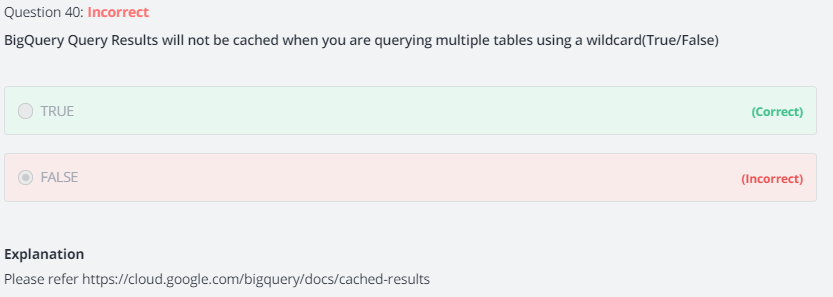 Question 40: Incorrect
BigQuery Query Results will not be cached when you are querying multiple tables using a wildcard(True/False)
TRUE (Correct)
FALSE (Incorrect)
Explanation
Please refer https://cloud.google.com/bigquery/docs/cached-results